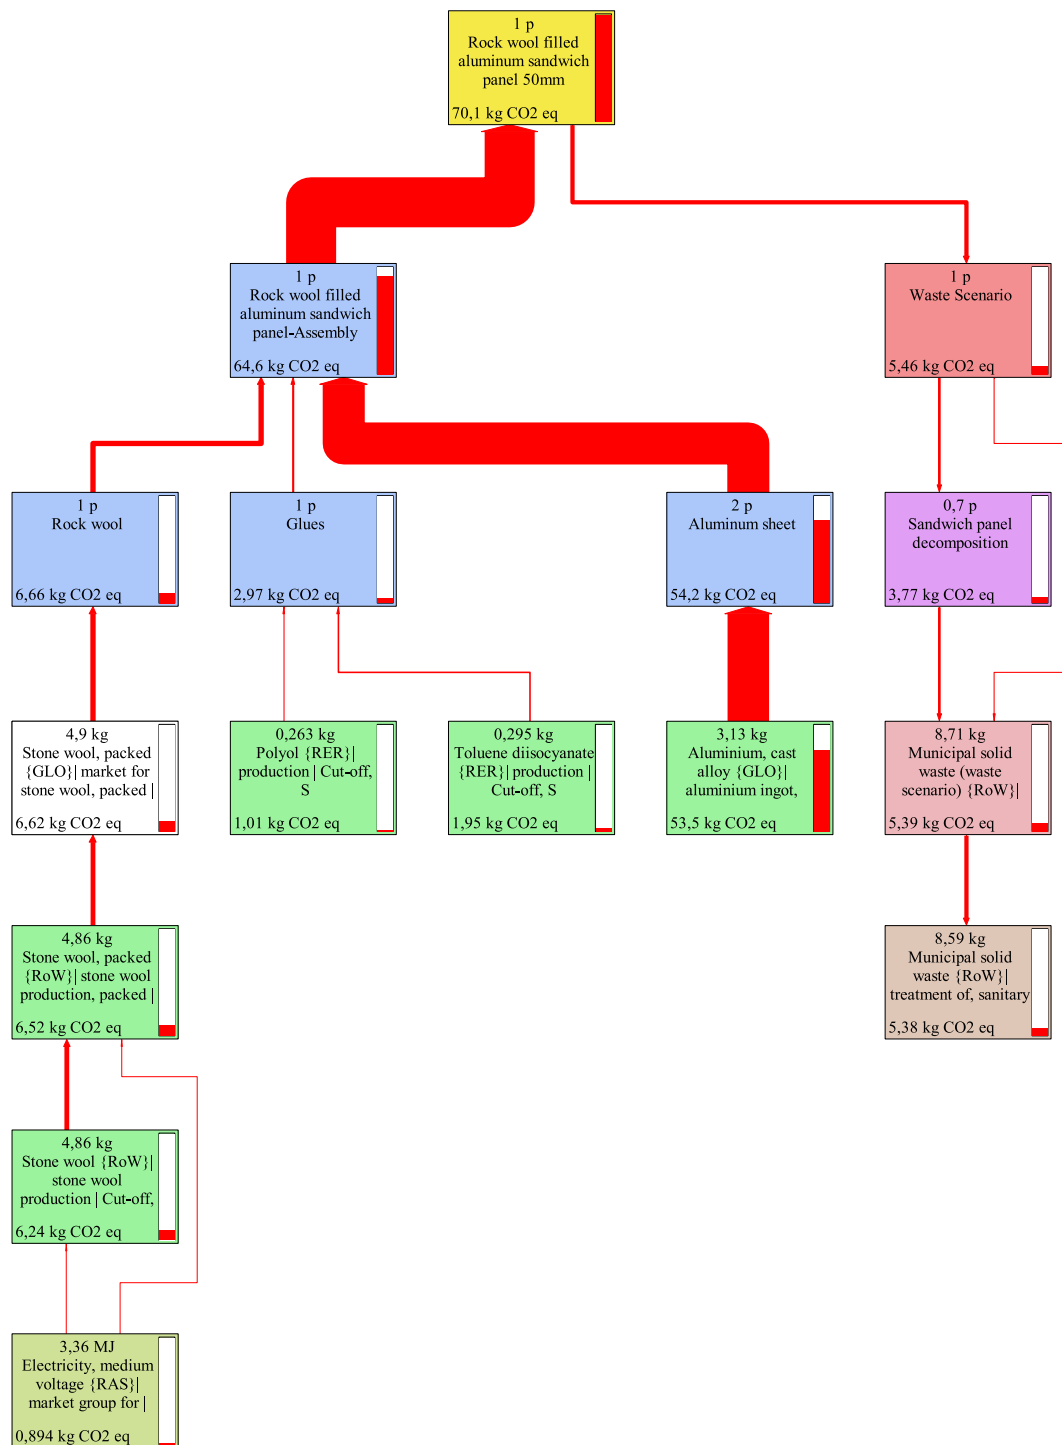 1 p
Rock wool filled
aluminum sandwich
panel 50mm
70,1 kg CO2 eq
1 p
Rock wool filled
aluminum sandwich
panel-Assembly
64,6 kg CO2 eq
1 p
Waste Scenario
5,46 kg CO2 eq
1 p
Rock wool
6,66 kg CO2 eq
1 p
Glues
2,97 kg CO2 eq
2 p
Aluminum sheet
54,2 kg CO2 eq
0,7 p
Sandwich panel
decomposition
3,77 kg CO2 eq
4,9 kg
Stone wool, packed
{GLO}| market for
stone wool, packed |
6,62 kg CO2 eq
0,263 kg
Polyol {RER}|
production | Cut-off,
S
1,01 kg CO2 eq
0,295 kg
Toluene diisocyanate
{RER}| production |
Cut-off, S
1,95 kg CO2 eq
3,13 kg
Aluminium, cast
alloy {GLO}|
aluminium ingot,
53,5 kg CO2 eq
8,71 kg
Municipal solid
waste (waste
scenario) {RoW}|
5,39 kg CO2 eq
4,86 kg
Stone wool, packed
{RoW}| stone wool
production, packed |
6,52 kg CO2 eq
8,59 kg
Municipal solid
waste {RoW}|
treatment of, sanitary
5,38 kg CO2 eq
4,86 kg
Stone wool {RoW}|
stone wool
production | Cut-off,
6,24 kg CO2 eq
3,36 MJ
Electricity, medium
voltage {RAS}|
market group for |
0,894 kg CO2 eq